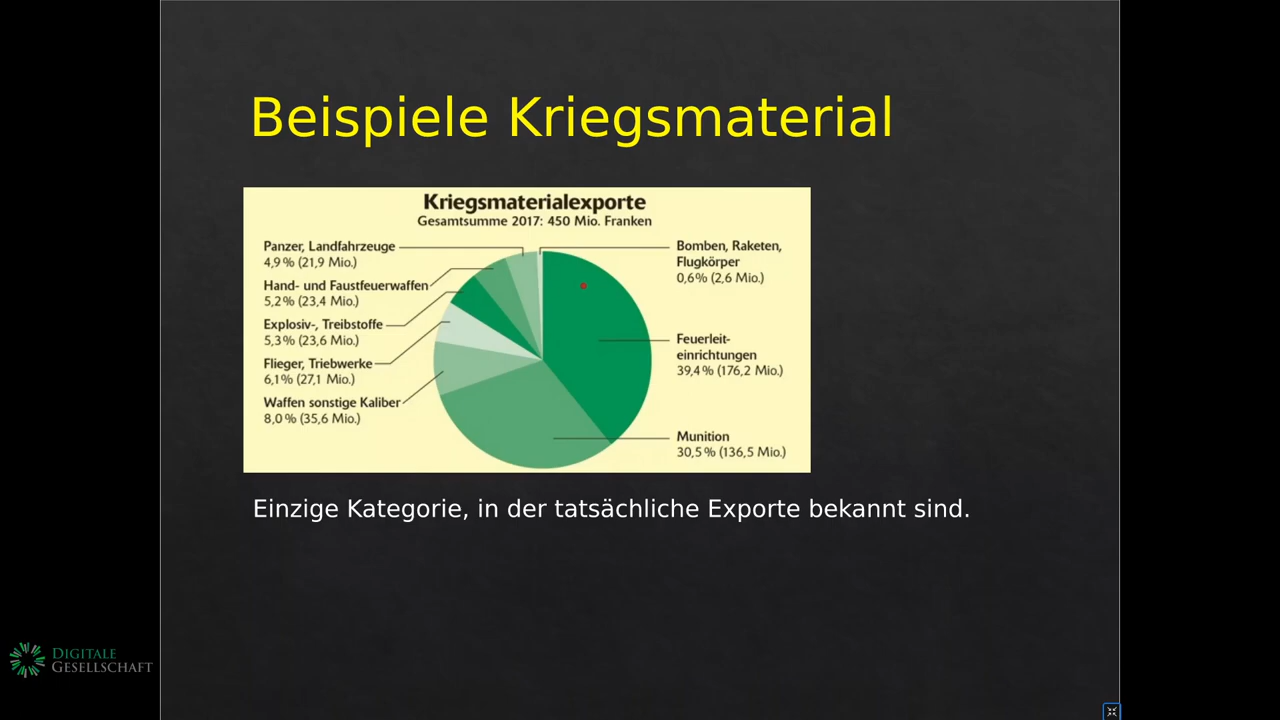 Beispiele Kriegsmaterial
Kriegsmaterialexporte
Gesamtsumme 2017: 450 Mio. Franken
Panzer, Landfahrzeuge
4,9% (21,9 Mio.)
Hand- und Faustfeuerwaffen
5,2% (23,4 Mio.)
Explosiv-, Treibstoffe
5,3% (23,6 Mio.)
Flieger, Triebwerke
6,1% (27,1 Mio.)
Waffen sonstige Kaliber
8,0% (35,6 Mio.)
Bomben, Raketen,
Flugkörper
0,6% (2,6 Mio.)
Feuerleit-
einrichtungen
39,4% (176,2 Mio.)
Munition
30,5% (136,5 Mio.)
Einzige Kategorie, in der tatsächliche Exporte bekannt sind.
DIGITALE
GESELLSCHAFT